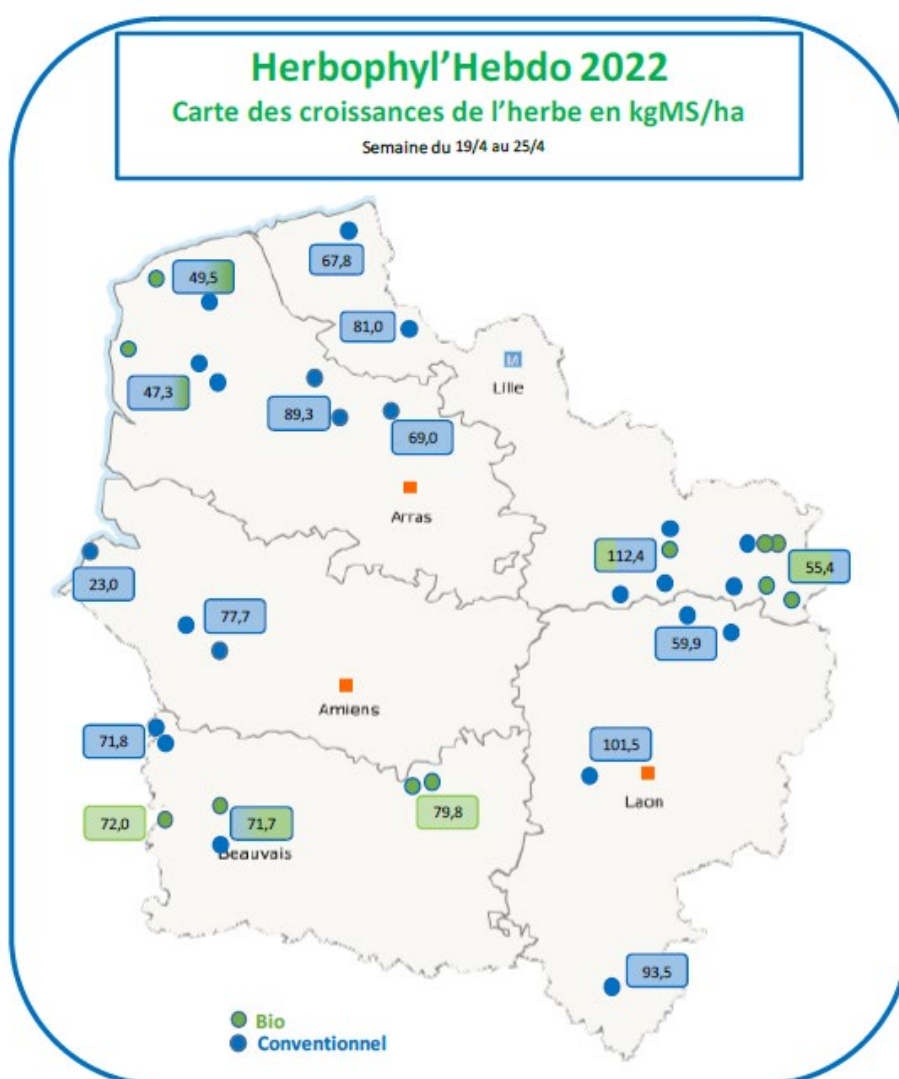 Herbophyl'Hebdo 2022
Carte des croissances de l'herbe en kgMS/ha
Semaine du 19/4 au 25/4
67,8
49,5
81,0
M
Lille
47,3
89,3
69,0
Arras
112,4
55,4
23,0
77,7
59,9
Amiens
71,8
101,5
Laon
79,8
72,0
71,7
Beauvais
93,5
Bio
Conventionnel